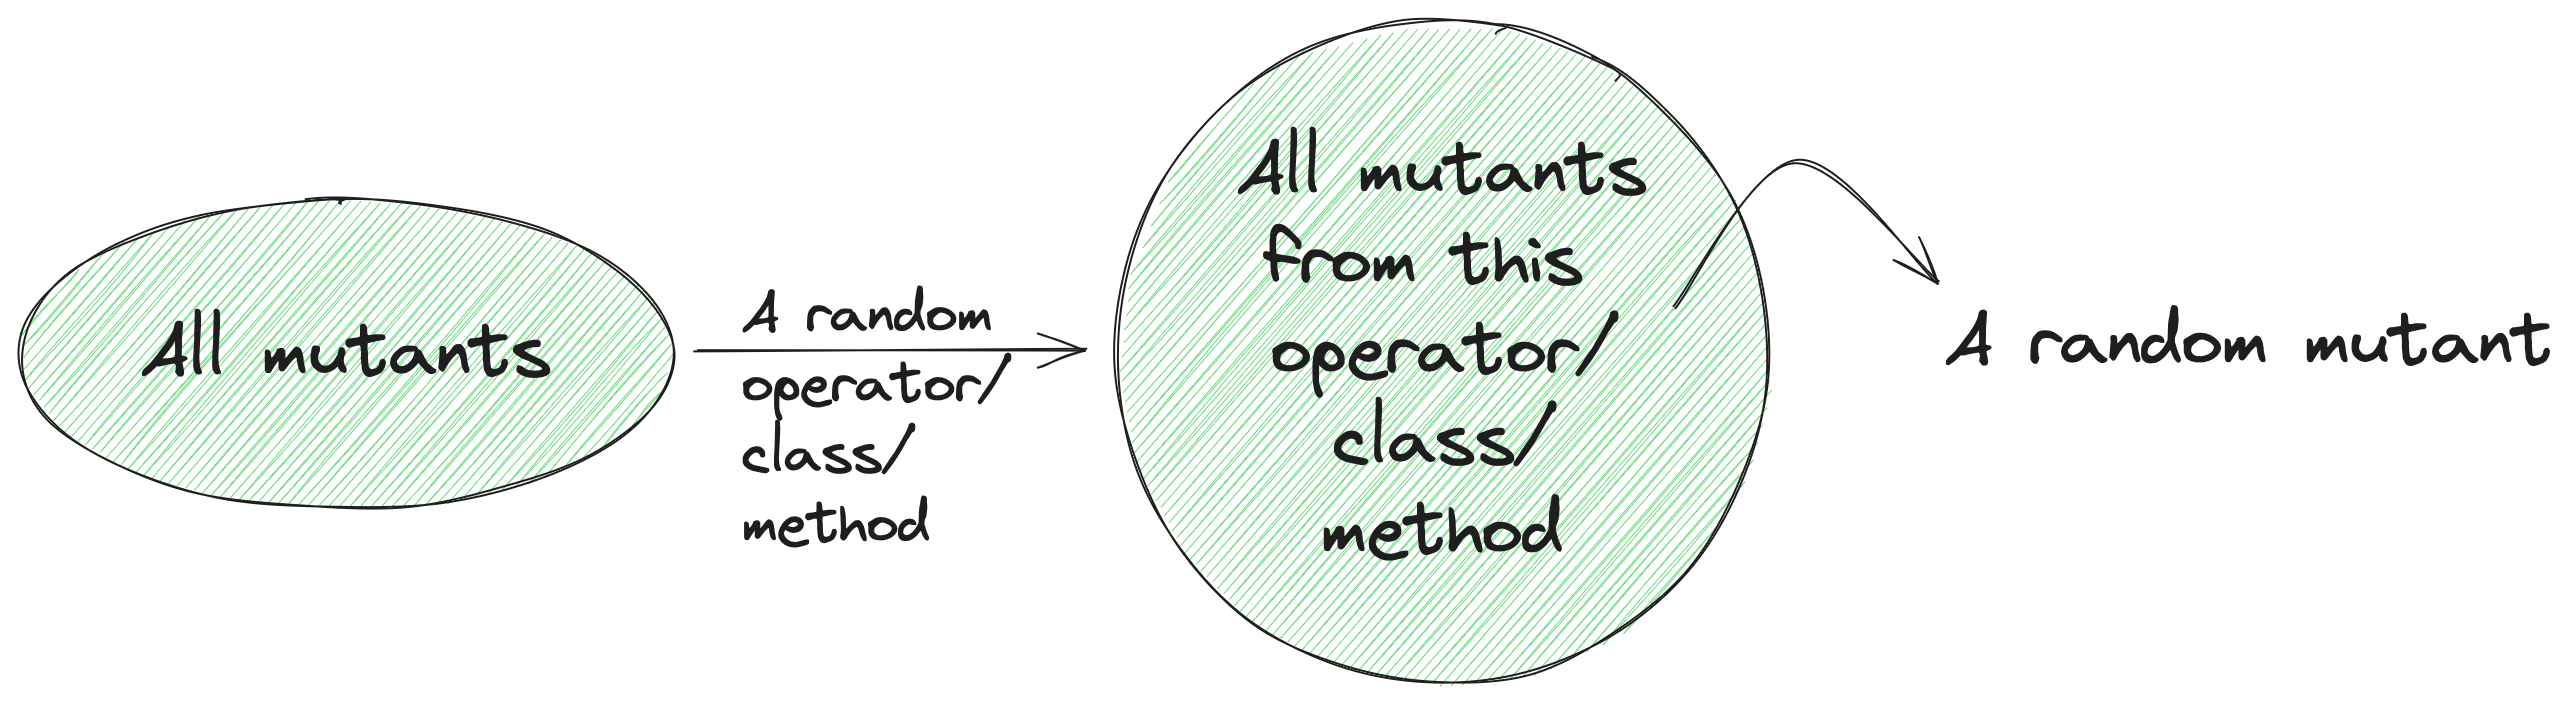 All mutants
A random
operator/
class/
method
All mutants
from this
operator/
class/
method
A random mutant